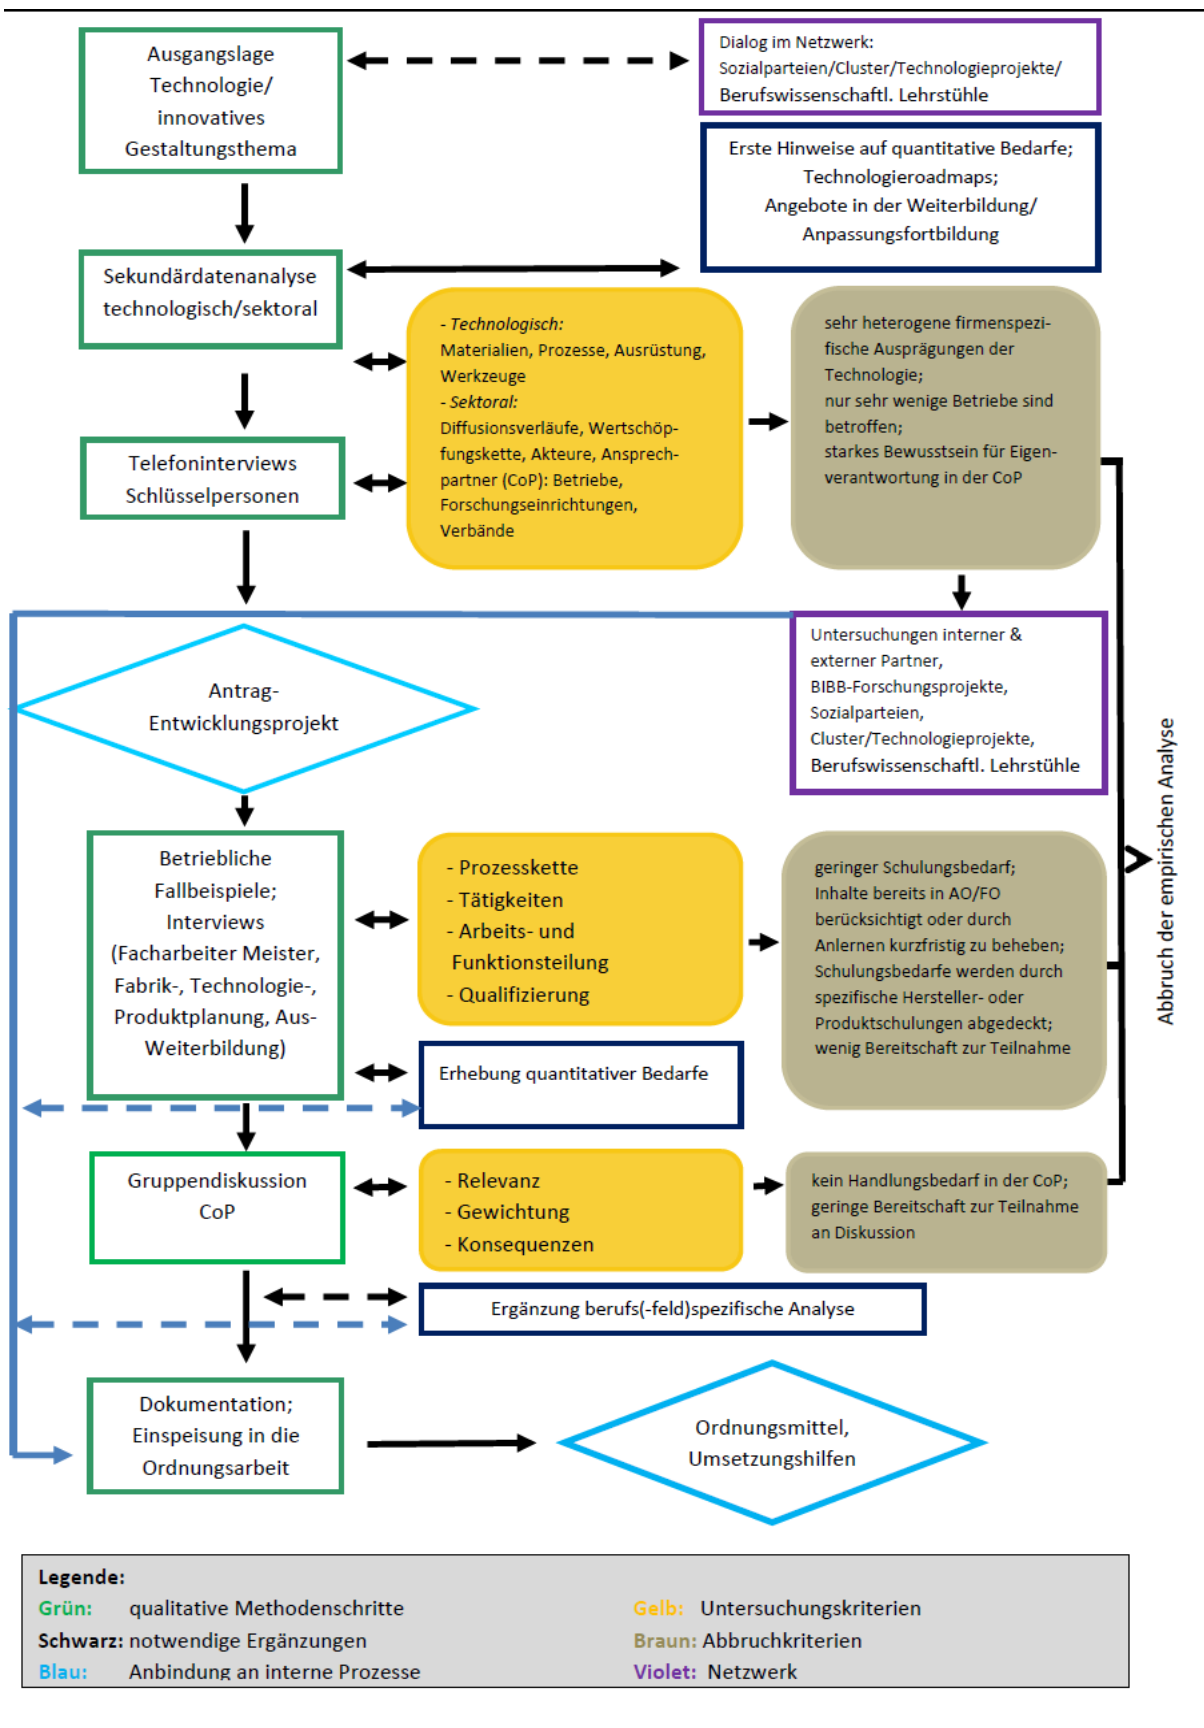 Ausgangslage
Technologie/
innovatives
Gestaltungsthema
Dialog im Netzwerk:
Sozialparteien/Cluster/Technologieprojekte/
Berufswissenschaftl. Lehrstühle
Erste Hinweise auf quantitative Bedarfe;
Technologieroadmaps;
Angebote in der Weiterbildung/
Anpassungsfortbildung
Sekundärdatenanalyse
technologisch/sektoral
- Technologisch:
Materialien, Prozesse, Ausrüstung,
Werkzeuge
- Sektoral:
Diffusionsverläufe, Wertschöp-
fungskette, Akteure, Ansprech-
partner (CoP): Betriebe,
Forschungseinrichtungen,
Verbände
sehr heterogene firmenspezi-
fische Ausprägungen der
Technologie;
nur sehr wenige Betriebe sind
betroffen;
starkes Bewusstsein für Eigen-
verantwortung in der CoP
Telefoninterviews
Schlüsselpersonen
Untersuchungen interner &
externer Partner,
BIBB-Forschungsprojekte,
Sozialparteien,
Cluster/Technologieprojekte,
Berufswissenschaftl. Lehrstühle
Antrag-
Entwicklungsprojekt
Abbruch der empirischen Analyse
Betriebliche
Fallbeispiele;
Interviews
(Facharbeiter Meister,
Fabrik-, Technologie-,
Produktplanung, Aus-
Weiterbildung)
- Prozesskette
- Tätigkeiten
- Arbeits- und
Funktionsteilung
- Qualifizierung
geringer Schulungsbedarf;
Inhalte bereits in AO/FO
berücksichtigt oder durch
Anlernen kurzfristig zu beheben;
Schulungsbedarfe werden durch
spezifische Hersteller- oder
Produktschulungen abgedeckt;
wenig Bereitschaft zur Teilnahme
Erhebung quantitativer Bedarfe
Gruppendiskussion
CoP
- Relevanz
- Gewichtung
- Konsequenzen
kein Handlungsbedarf in der CoP;
geringe Bereitschaft zur Teilnahme
an Diskussion
Ergänzung berufs(-feld)spezifische Analyse
Dokumentation;
Einspeisung in die
Ordnungsarbeit
Ordnungsmittel,
Umsetzungshilfen
Legende:
Grün: qualitative Methodenschritte
Gelb: Untersuchungskriterien
Schwarz: notwendige Ergänzungen
Braun: Abbruchkriterien
Blau: Anbindung an interne Prozesse
Violet: Netzwerk